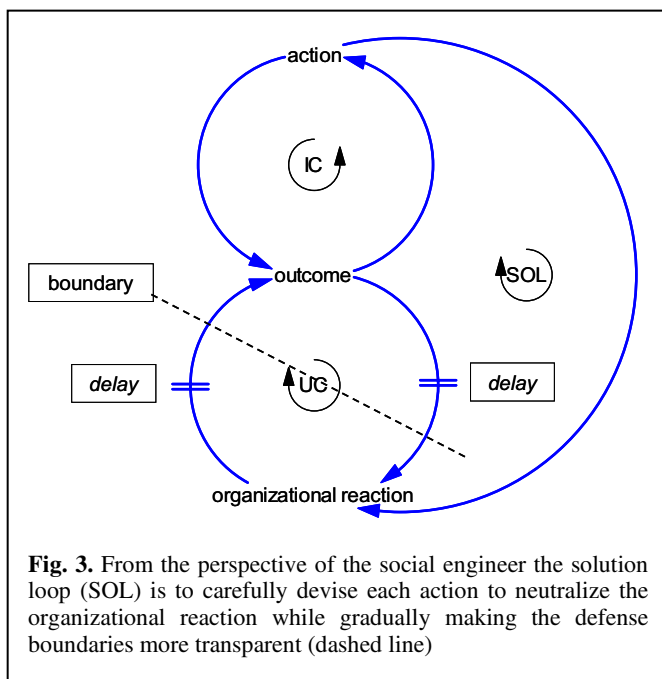 action
IC
outcome
SOL
boundary
delay
UC
delay
organizational reaction
Fig. 3. From the perspective of the social engineer the solution
loop (SOL) is to carefully devise each action to neutralize the
organizational reaction while gradually making the defense
boundaries more transparent (dashed line)